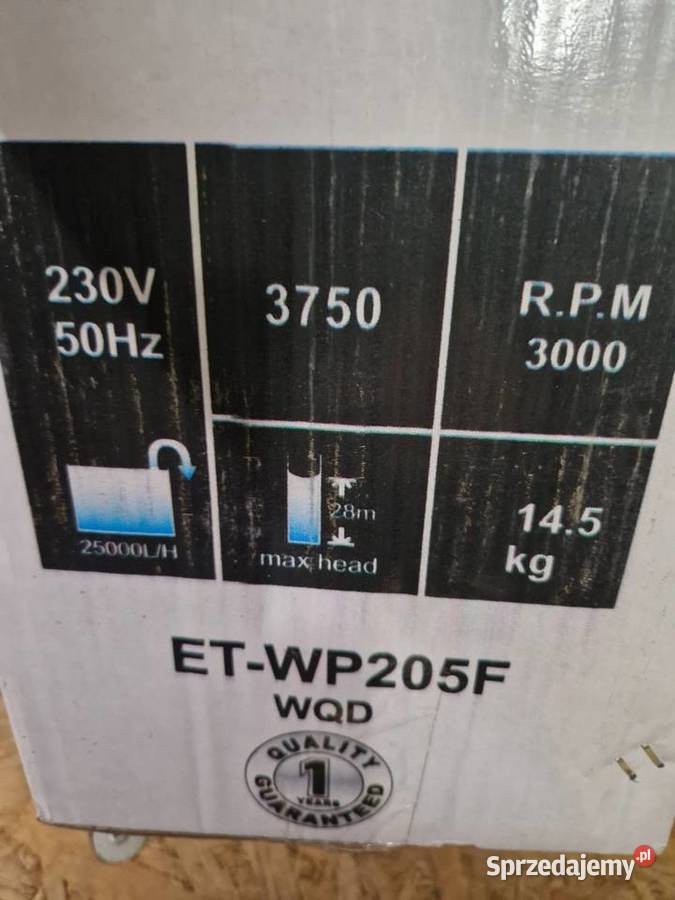 230V
50Hz
3750
R.P.M
3000
25000L/H
28m
max head
14.5
kg
ET-WP205F
WQD
QUALITY
1
YEARS
GUARANTEED
Sprzedajemy.pl